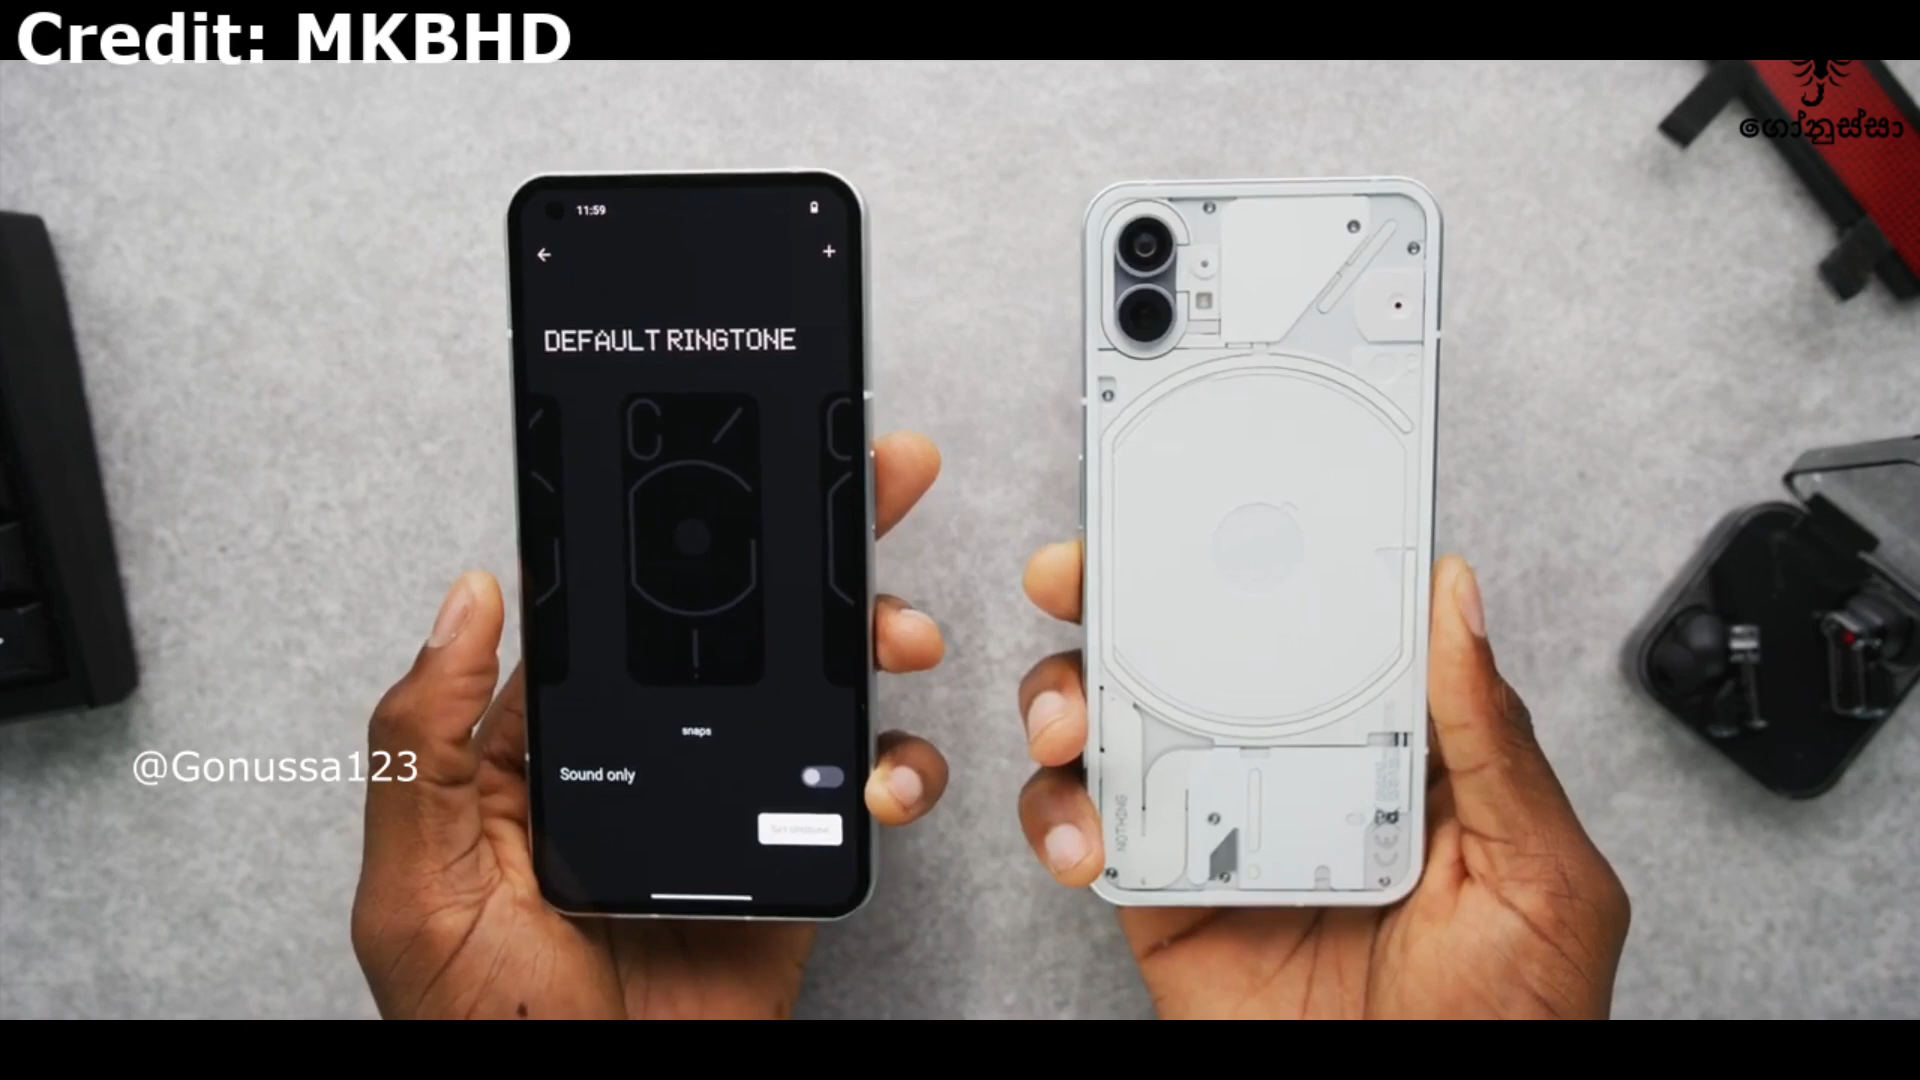 Credit: MKBHD
ගෝනුස්සා
11:59
DEFAULT RINGTONE
snaps
Sound only
NOTHING
@Gonussa123